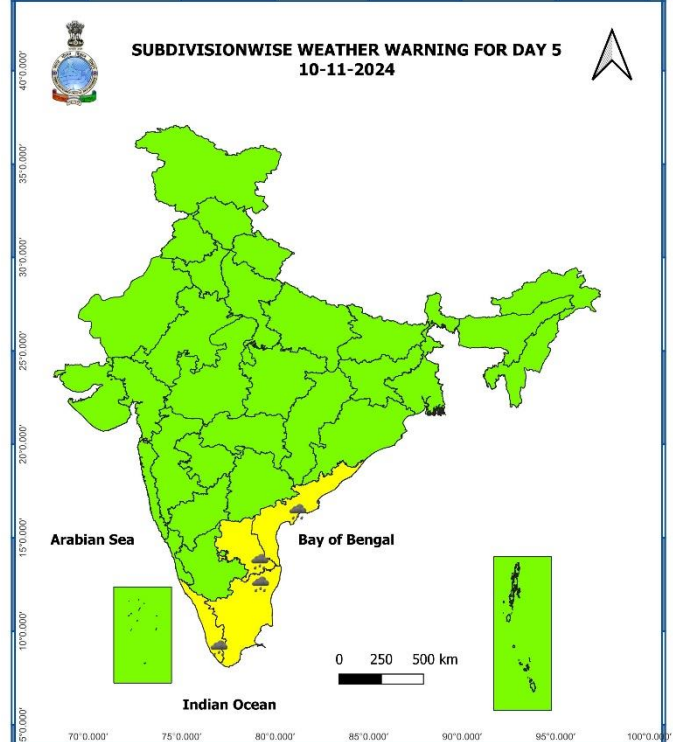 SUBDIVISIONWISE WEATHER WARNING FOR DAY 5
10-11-2024
40°0.000'
35°0.000'
30°0.000'
25°0.000'
20°0.000'
15°0.000'
10°0.000'
5°0.000'
Arabian Sea
Bay of Bengal
0 250 500 km
Indian Ocean
70°0.000' 75°0.000' 80°0.000' 85°0.000' 90°0.000' 95°0.000' 100°0.000'